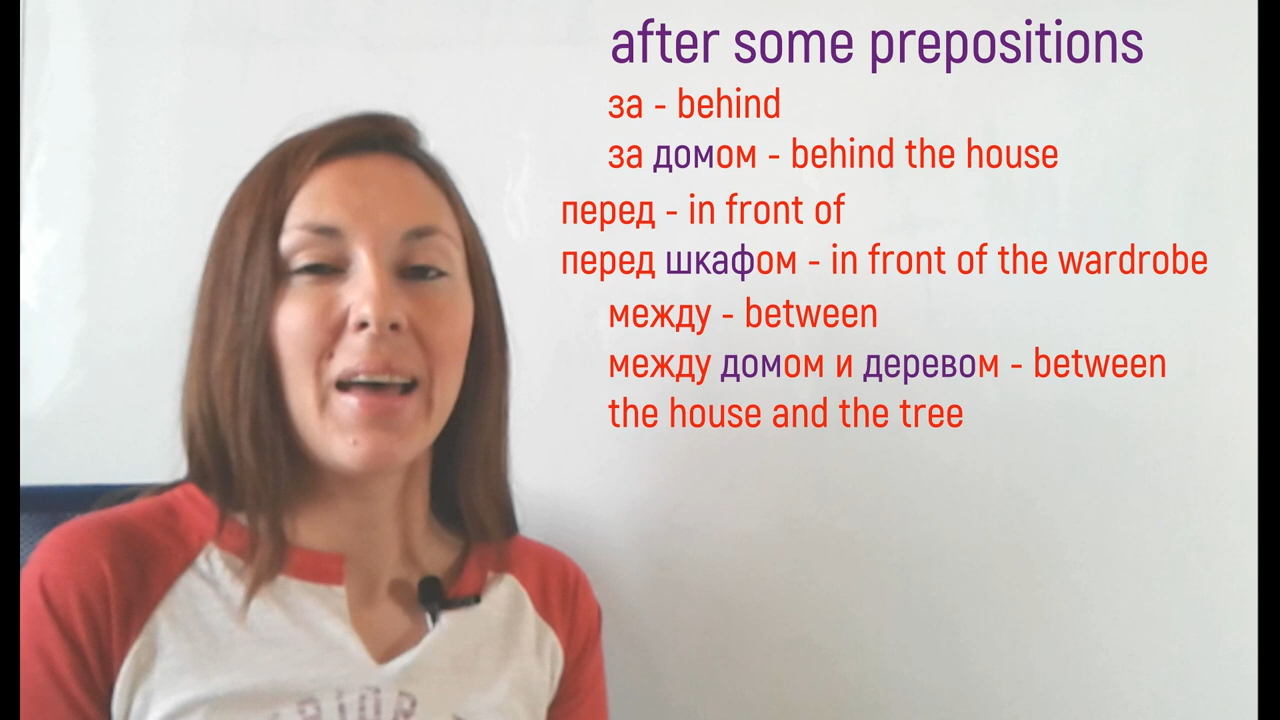 after some prepositions
за - behind
за домом - behind the house
перед - in front of
перед шкафом - in front of the wardrobe
между - between
между домом и деревом - between
the house and the tree